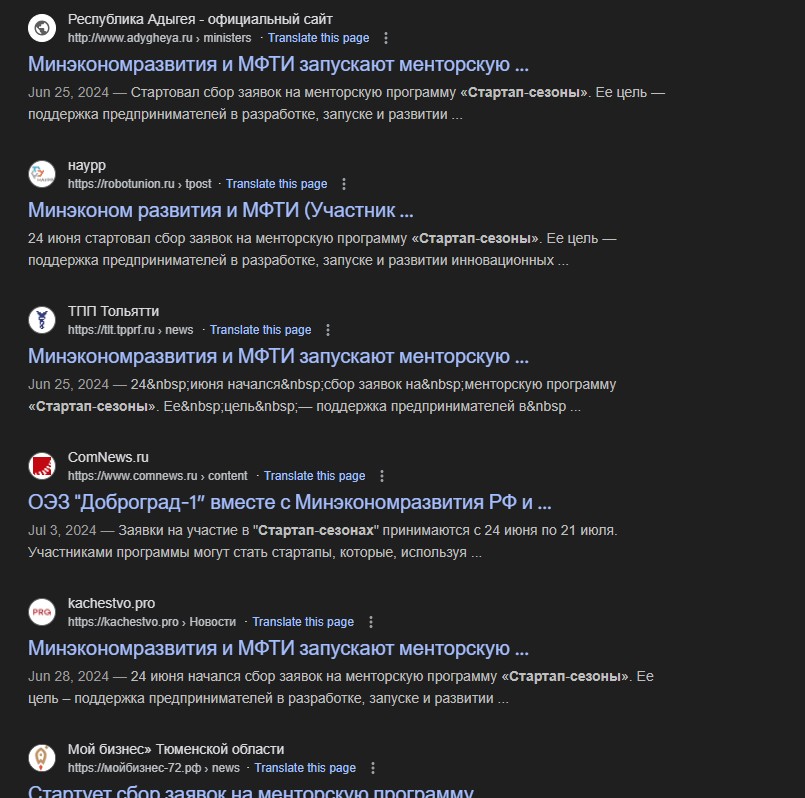 Республика Адыгея - официальный сайт
http://www.adygheya.ru › ministers · Translate this page
Минэкономразвития и МФТИ запускают менторскую ...
Jun 25, 2024 — Стартовал сбор заявок на менторскую программу «Стартап-сезоны». Ее цель —
поддержка предпринимателей в разработке, запуске и развитии ...
наурр
https://robotunion.ru › tpost · Translate this page
Минэконом развития и МФТИ (Участник ...
24 июня стартовал сбор заявок на менторскую программу «Стартап-сезоны». Ее цель —
поддержка предпринимателей в разработке, запуске и развитии инновационных ...
ТПП Тольятти
https://tlt.tpprf.ru › news · Translate this page
Минэкономразвития и МФТИ запускают менторскую ...
Jun 25, 2024 — 24&nbsp;июня начался&nbsp;сбор заявок на&nbsp;менторскую программу
«Стартап-сезоны». Ее&nbsp;цель&nbsp;— поддержка предпринимателей в&nbsp ...
ComNews.ru
https://www.comnews.ru › content · Translate this page
ОЭЗ "Доброград-1″ вместе с Минэкономразвития РФ и ...
Jul 3, 2024 — Заявки на участие в "Стартап-сезонах" принимаются с 24 июня по 21 июля.
Участниками программы могут стать стартапы, которые, используя ...
PRG
kachestvo.pro
https://kachestvo.pro › Новости · Translate this page
Минэкономразвития и МФТИ запускают менторскую ...
Jun 28, 2024 — 24 июня начался сбор заявок на менторскую программу «Стартап-сезоны». Ее
цель – поддержка предпринимателей в разработке, запуске и развитии ...
Мой бизнес» Тюменской области
https://мойбизнес-72.рф › news · Translate this page
Стартует сбор заявок на менторскую программу